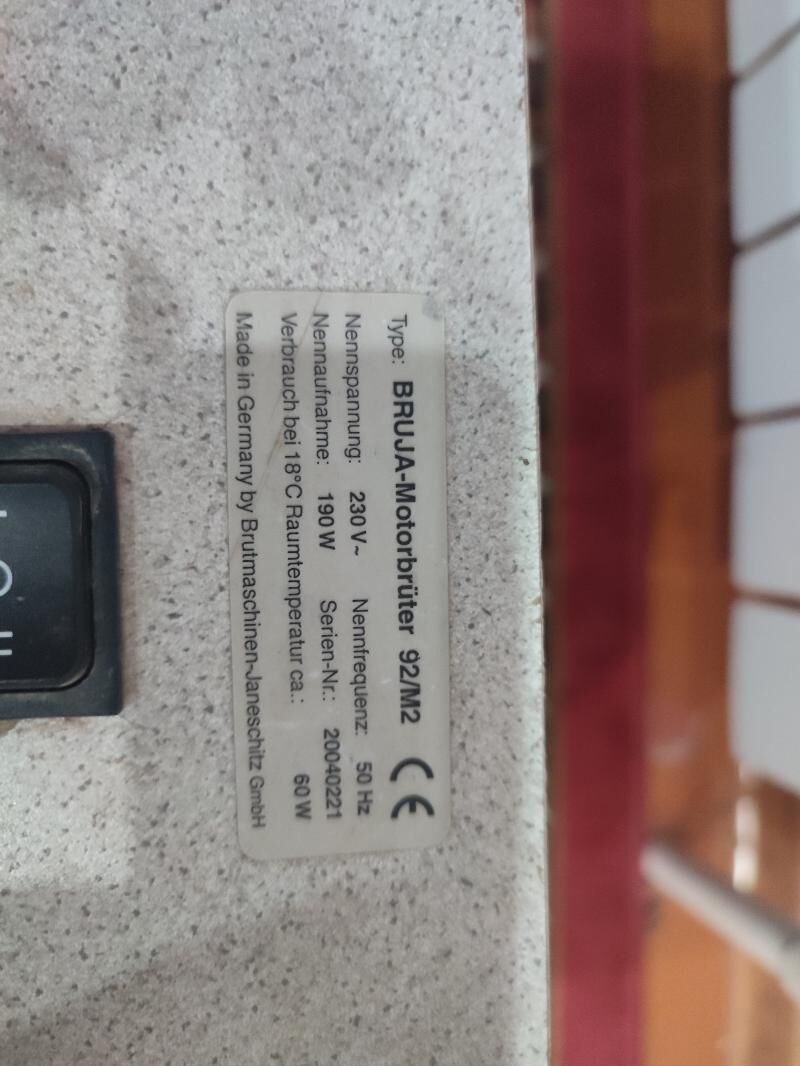 Type: BRUJA-Motorbrüter 92/M2 CE
Nennspannung: 230 V~ Nennfrequenz: 50 Hz
Nennaufnahme: 190 W Serien-Nr.: 20040221
Verbrauch bei 18°C Raumtemperatur ca.: 60 W
Made in Germany by Brutmaschinen-Janeschitz GmbH